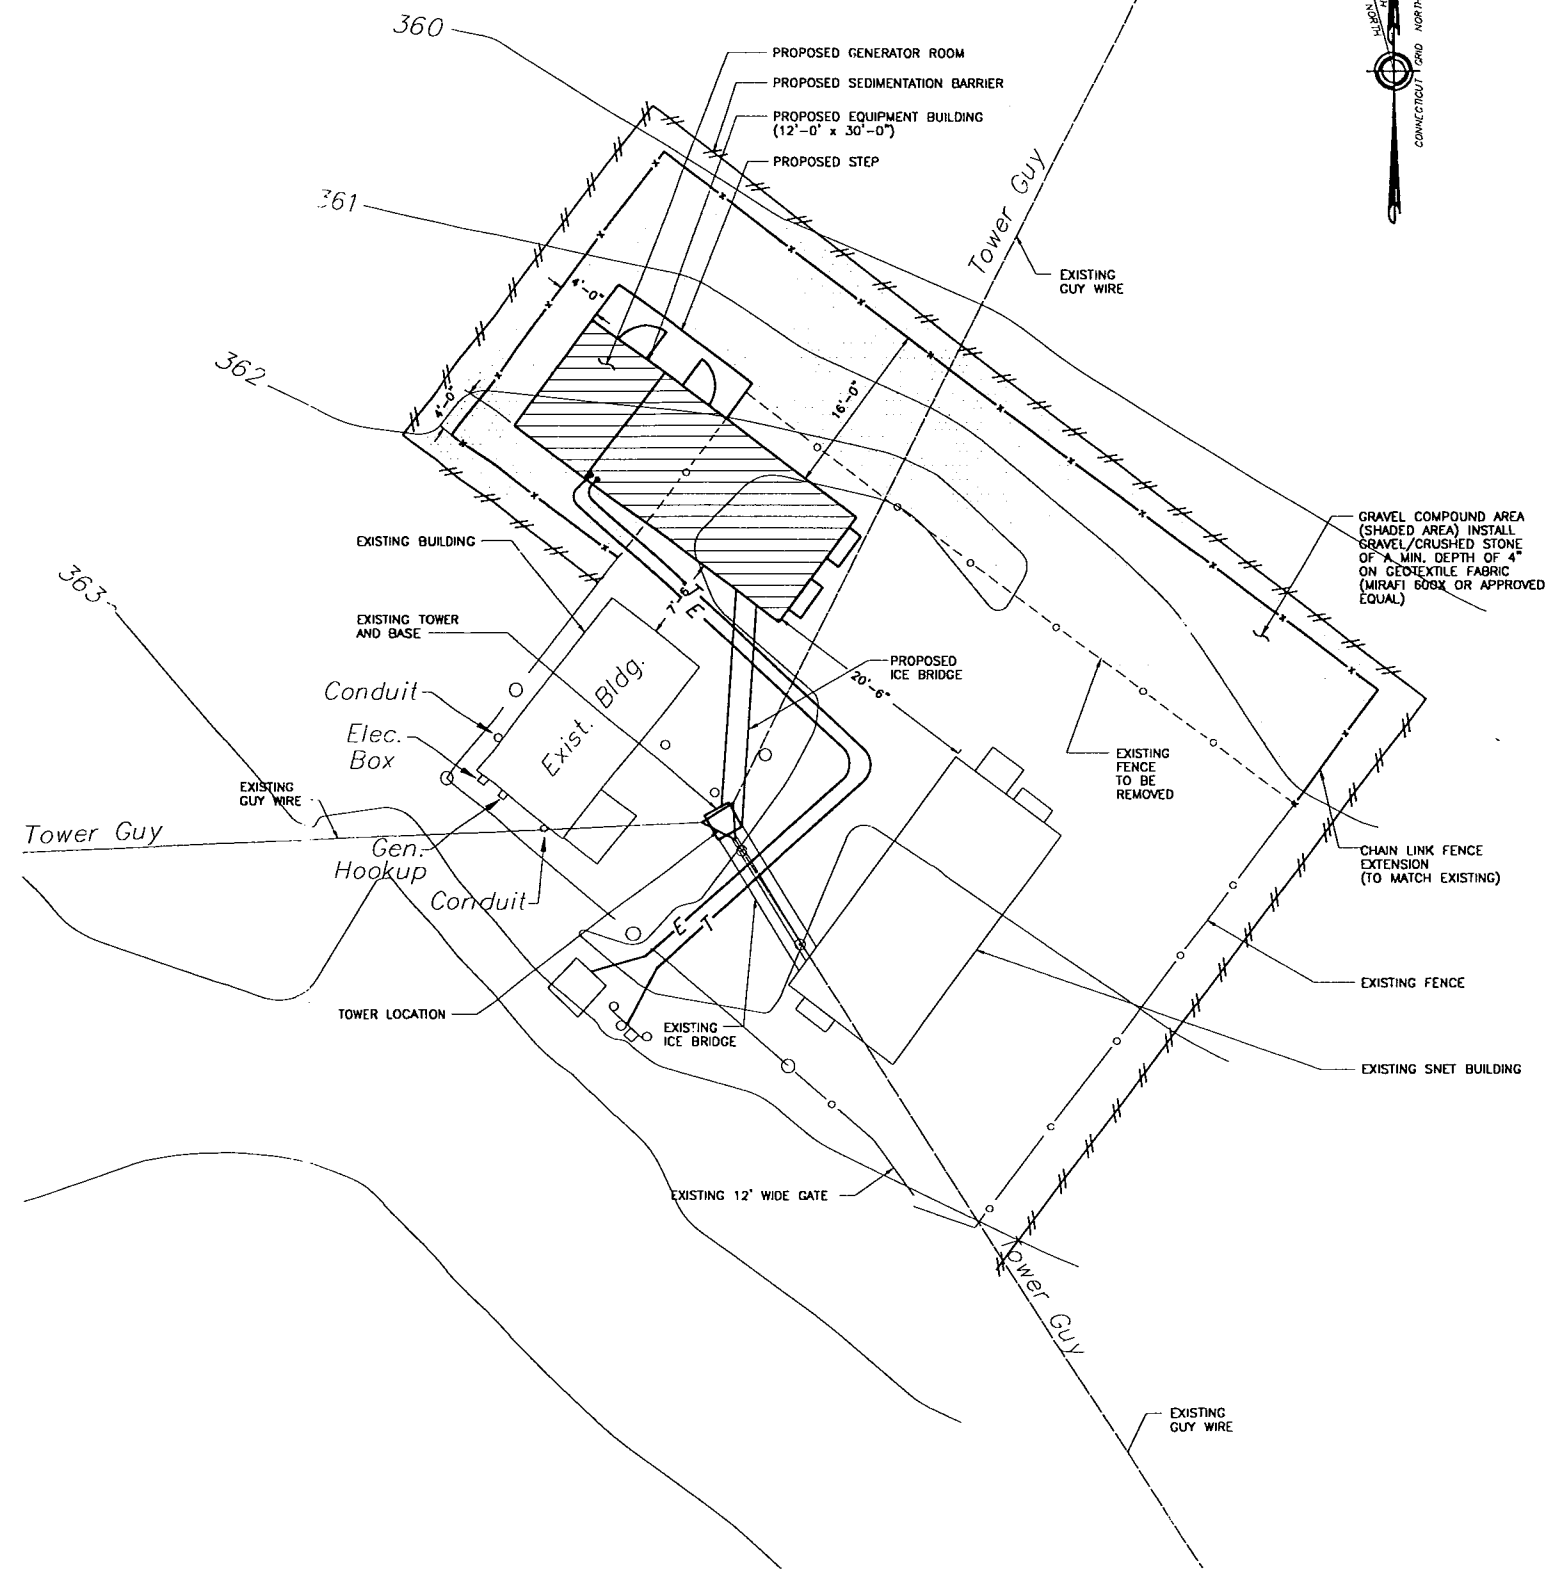 360
PROPOSED GENERATOR ROOM
PROPOSED SEDIMENTATION BARRIER
PROPOSED EQUIPMENT BUILDING
(12'-0" x 30'-0")
PROPOSED STEP
NORTH
CONNECTICUT GRID NORTH
361
Tower Guy
EXISTING
GUY WIRE
4'-0"
362
4'-0"
16'-0"
GRAVEL COMPOUND AREA
(SHADED AREA) INSTALL
GRAVEL/CRUSHED STONE
OF A MIN. DEPTH OF 4"
ON GEOTEXTILE FABRIC
(MIRAFI 600X OR APPROVED
EQUAL)
EXISTING BUILDING
363
7'-6"
T
E
EXISTING TOWER
AND BASE
PROPOSED
ICE BRIDGE
20'-6"
Conduit
Exist. Bldg.
Elec.
Box
EXISTING
FENCE
TO BE
REMOVED
EXISTING
GUY WIRE
Tower Guy
Gen.
Hookup
Conduit
CHAIN LINK FENCE
EXTENSION
(TO MATCH EXISTING)
E
T
EXISTING FENCE
TOWER LOCATION
EXISTING
ICE BRIDGE
EXISTING SNET BUILDING
EXISTING 12' WIDE GATE
Tower Guy
EXISTING
GUY WIRE